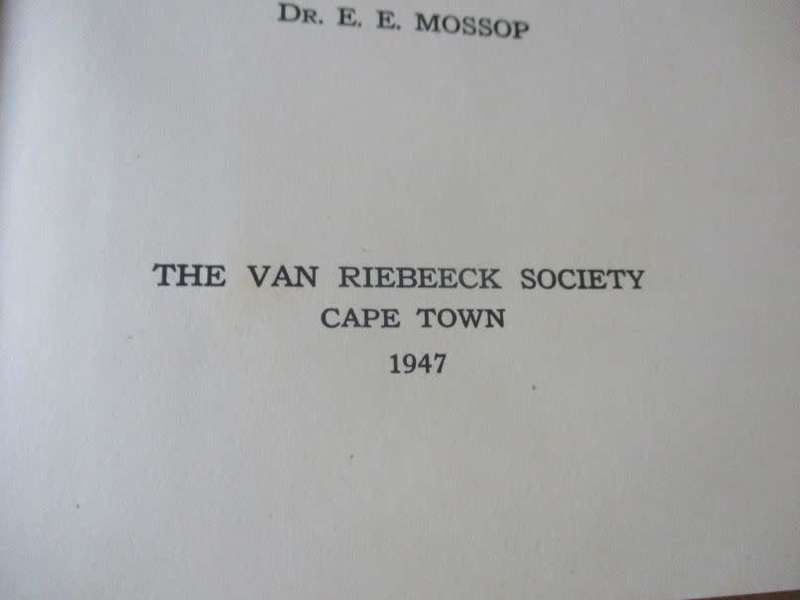 DR. E. E. MOSSOP
THE VAN RIEBEECK SOCIETY
CAPE TOWN
1947